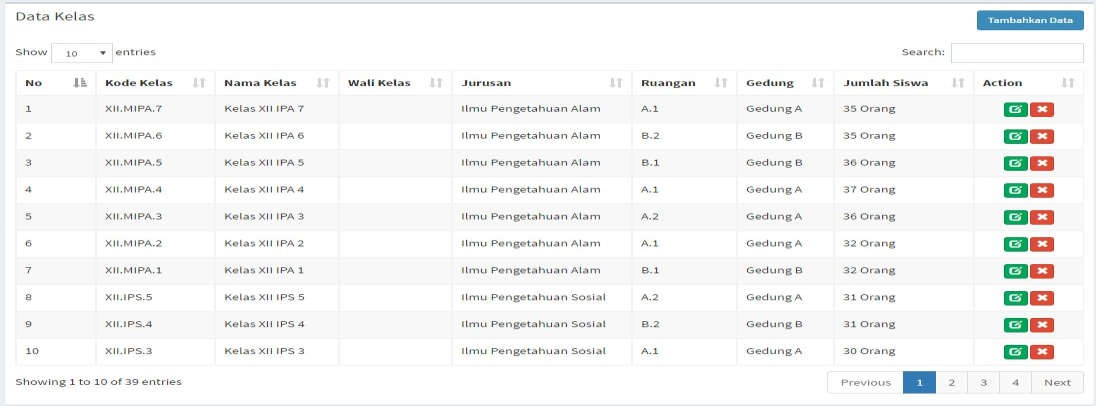 Data Kelas
Tambahkan Data
Show 10 entries
Search:
No Kode Kelas Nama Kelas Wali Kelas Jurusan Ruangan Gedung Jumlah Siswa Action
1 XII.MIPA.7 Kelas XII IPA 7 Ilmu Pengetahuan Alam A.1 Gedung A 35 Orang
2 XII.MIPA.6 Kelas XII IPA 6 Ilmu Pengetahuan Alam B.2 Gedung B 35 Orang
3 XII.MIPA.5 Kelas XII IPA 5 Ilmu Pengetahuan Alam B.1 Gedung B 36 Orang
4 XII.MIPA.4 Kelas XII IPA 4 Ilmu Pengetahuan Alam A.1 Gedung A 37 Orang
5 XII.MIPA.3 Kelas XII IPA 3 Ilmu Pengetahuan Alam A.2 Gedung A 36 Orang
6 XII.MIPA.2 Kelas XII IPA 2 Ilmu Pengetahuan Alam A.1 Gedung A 32 Orang
7 XII.MIPA.1 Kelas XII IPA 1 Ilmu Pengetahuan Alam B.1 Gedung B 32 Orang
8 XII.IPS.5 Kelas XII IPS 5 Ilmu Pengetahuan Sosial A.2 Gedung A 31 Orang
9 XII.IPS.4 Kelas XII IPS 4 Ilmu Pengetahuan Sosial B.2 Gedung B 31 Orang
10 XII.IPS.3 Kelas XII IPS 3 Ilmu Pengetahuan Sosial A.1 Gedung A 30 Orang
Showing 1 to 10 of 39 entries
Previous 1 2 3 4 Next